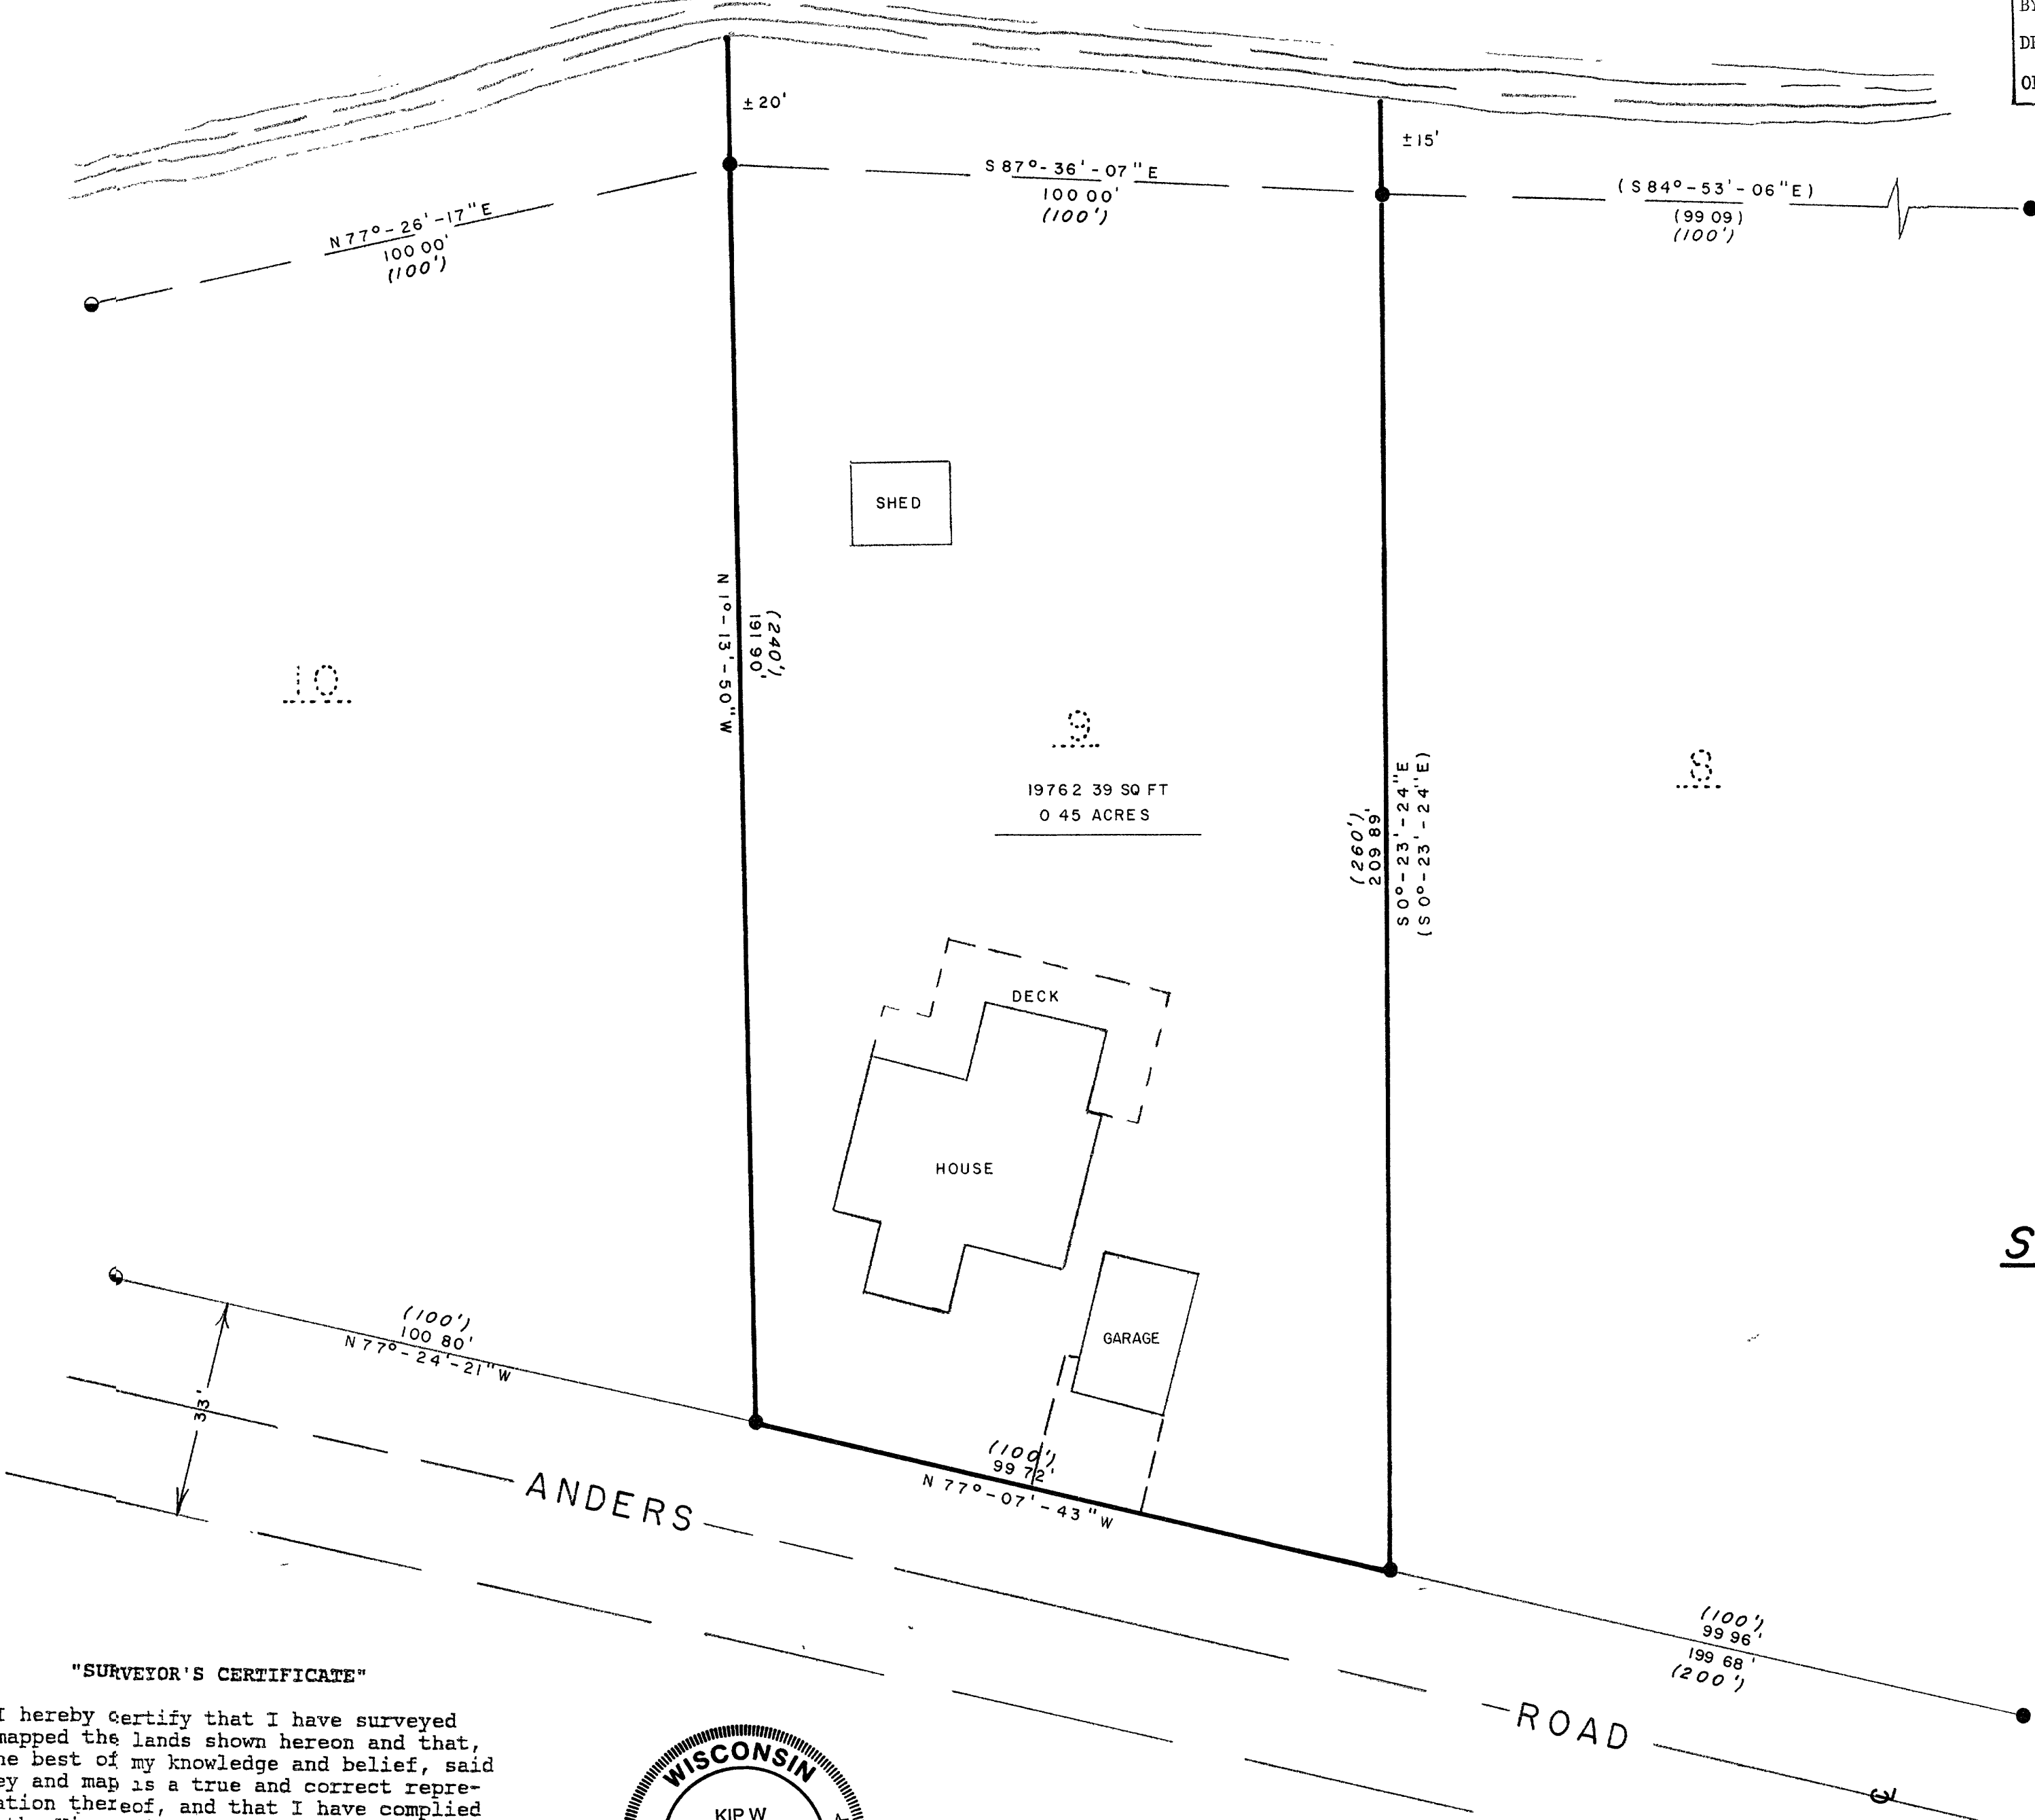 BY
± 20'
± 15'
S 87° - 36' - 07" E
100 00'
(100')
(S 84° - 53' - 06" E)
(99 09)
(100')
N 77° - 26' - 17" E
100 00'
(100')
SHED
N 1° - 13' - 50" W
191 90'
(240')
10
9
19762 39 SQ FT
0 45 ACRES
8
(260')
209 89'
S 0° - 23' - 24" E
(S 0° - 23' - 24" E)
DECK
HOUSE
S
GARAGE
(100')
100 80'
N 77° - 24' - 21" W
33'
(100')
99 72'
N 77° - 07' - 43" W
ANDERS
ROAD
(100')
99 96'
199 68'
(200')
"SURVEYOR'S CERTIFICATE"
I hereby certify that I have surveyed
mapped the lands shown hereon and that,
he best of my knowledge and belief, said
ey and map is a true and correct repre-
ation thereof, and that I have complied
WISCONSIN
KIP W